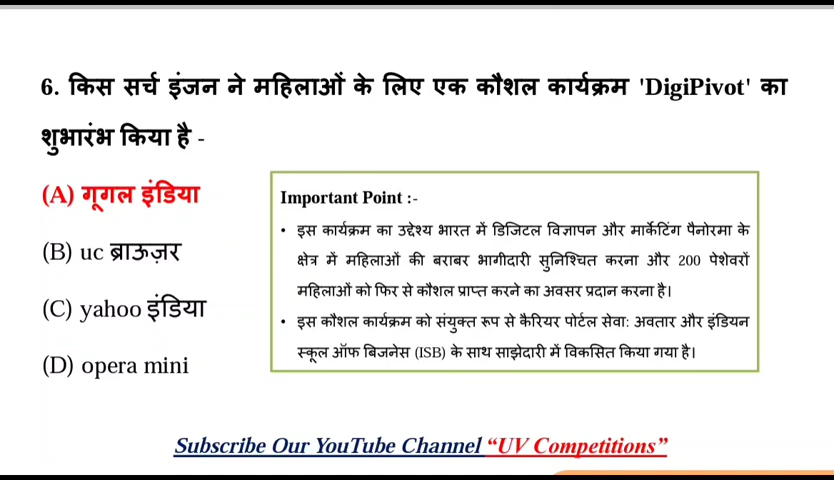 6. किस सर्च इंजन ने महिलाओं के लिए एक कौशल कार्यक्रम 'DigiPivot' का
शुभारंभ किया है -
(A) गूगल इंडिया
(B) uc ब्राऊज़र
(C) yahoo इंडिया
(D) opera mini
Important Point :-
• इस कार्यक्रम का उद्देश्य भारत में डिजिटल विज्ञापन और मार्केटिंग पैनोरमा के
क्षेत्र में महिलाओं की बराबर भागीदारी सुनिश्चित करना और 200 पेशेवरों
महिलाओं को फिर से कौशल प्राप्त करने का अवसर प्रदान करना है।
• इस कौशल कार्यक्रम को संयुक्त रूप से कैरियर पोर्टल सेवा: अवतार और इंडियन
स्कूल ऑफ बिजनेस (ISB) के साथ साझेदारी में विकसित किया गया है।
Subscribe Our YouTube Channel “UV Competitions”